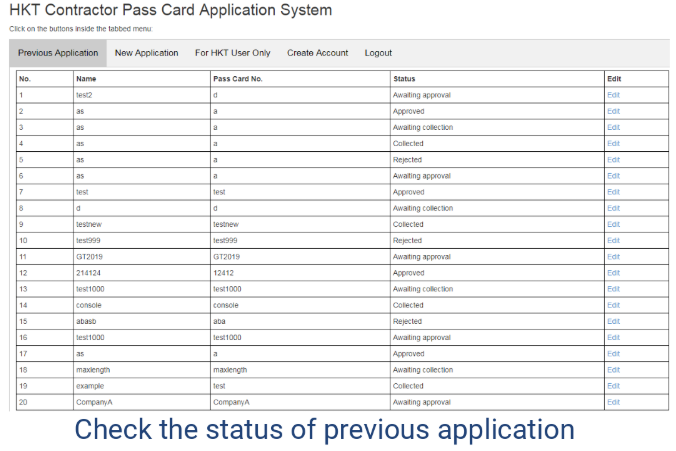 HKT Contractor Pass Card Application System
Click on the buttons inside the tabbed menu:
Previous Application New Application For HKT User Only Create Account Logout
No. Name Pass Card No. Status Edit
1 test2 d Awaiting approval Edit
2 as a Approved Edit
3 as a Awaiting collection Edit
4 as a Collected Edit
5 as a Rejected Edit
6 as a Awaiting approval Edit
7 test test Approved Edit
8 d d Awaiting collection Edit
9 testnew testnew Collected Edit
10 test999 test999 Rejected Edit
11 GT2019 GT2019 Awaiting approval Edit
12 214124 12412 Approved Edit
13 test1000 test1000 Awaiting collection Edit
14 console console Collected Edit
15 abasb aba Rejected Edit
16 test1000 test1000 Awaiting approval Edit
17 as a Approved Edit
18 maxlength maxlength Awaiting collection Edit
19 example test Collected Edit
20 CompanyA CompanyA Awaiting approval Edit
Check the status of previous application